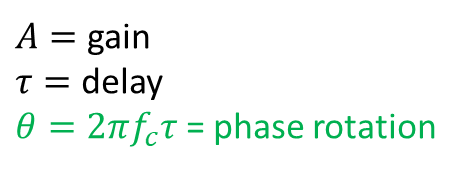 A = gain
τ = delay
θ = 2πf_cτ = phase rotation